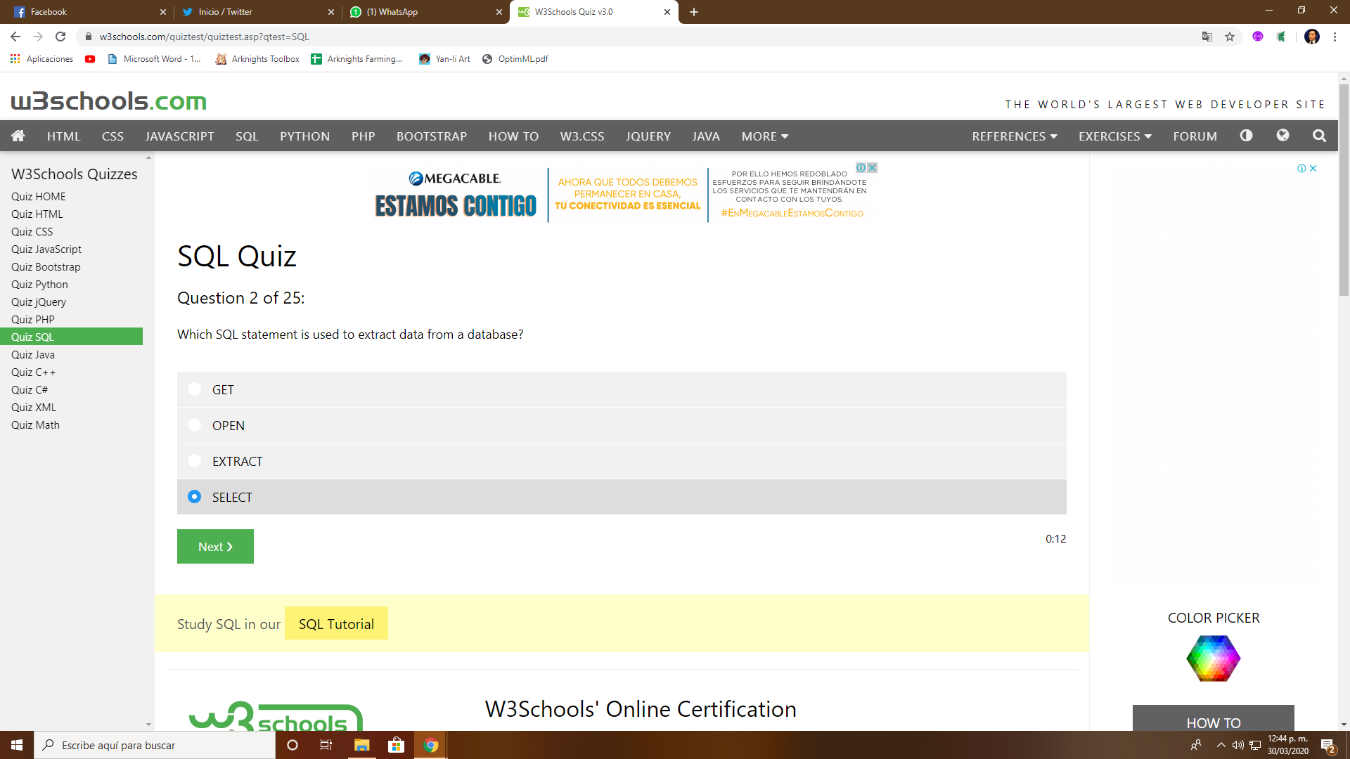 Facebook
Inicio / Twitter
(1) WhatsApp
W3Schools Quiz v3.0
w3schools.com/quiztest/quiztest.asp?qtest=SQL
Aplicaciones
Microsoft Word - 1...
Arknights Toolbox
Arknights Farming...
Yan-li Art
OptimML.pdf
w3schools.com
THE WORLD'S LARGEST WEB DEVELOPER SITE
HTML CSS JAVASCRIPT SQL PYTHON PHP BOOTSTRAP HOW TO W3.CSS JQUERY JAVA MORE REFERENCES EXERCISES FORUM
W3Schools Quizzes
Quiz HOME
Quiz HTML
Quiz CSS
Quiz JavaScript
Quiz Bootstrap
Quiz Python
Quiz jQuery
Quiz PHP
Quiz SQL
Quiz Java
Quiz C++
Quiz C#
Quiz XML
Quiz Math
MEGACABLE
ESTAMOS CONTIGO
AHORA QUE TODOS DEBEMOS
PERMANECER EN CASA,
TU CONECTIVIDAD ES ESENCIAL
POR ELLO HEMOS REDOBLADO
ESFUERZOS PARA SEGUIR BRINDANDOTE
LOS SERVICIOS QUE TE MANTENDRÁN EN
CONTACTO CON LOS TUYOS.
#EnMegacableEstamosContigo
SQL Quiz
Question 2 of 25:
Which SQL statement is used to extract data from a database?
GET
OPEN
EXTRACT
SELECT
Next ❯
0:12
Study SQL in our SQL Tutorial
w3schools
W3Schools' Online Certification
COLOR PICKER
HOW TO
Escribe aquí para buscar
12:44 p. m.
30/03/2020
2